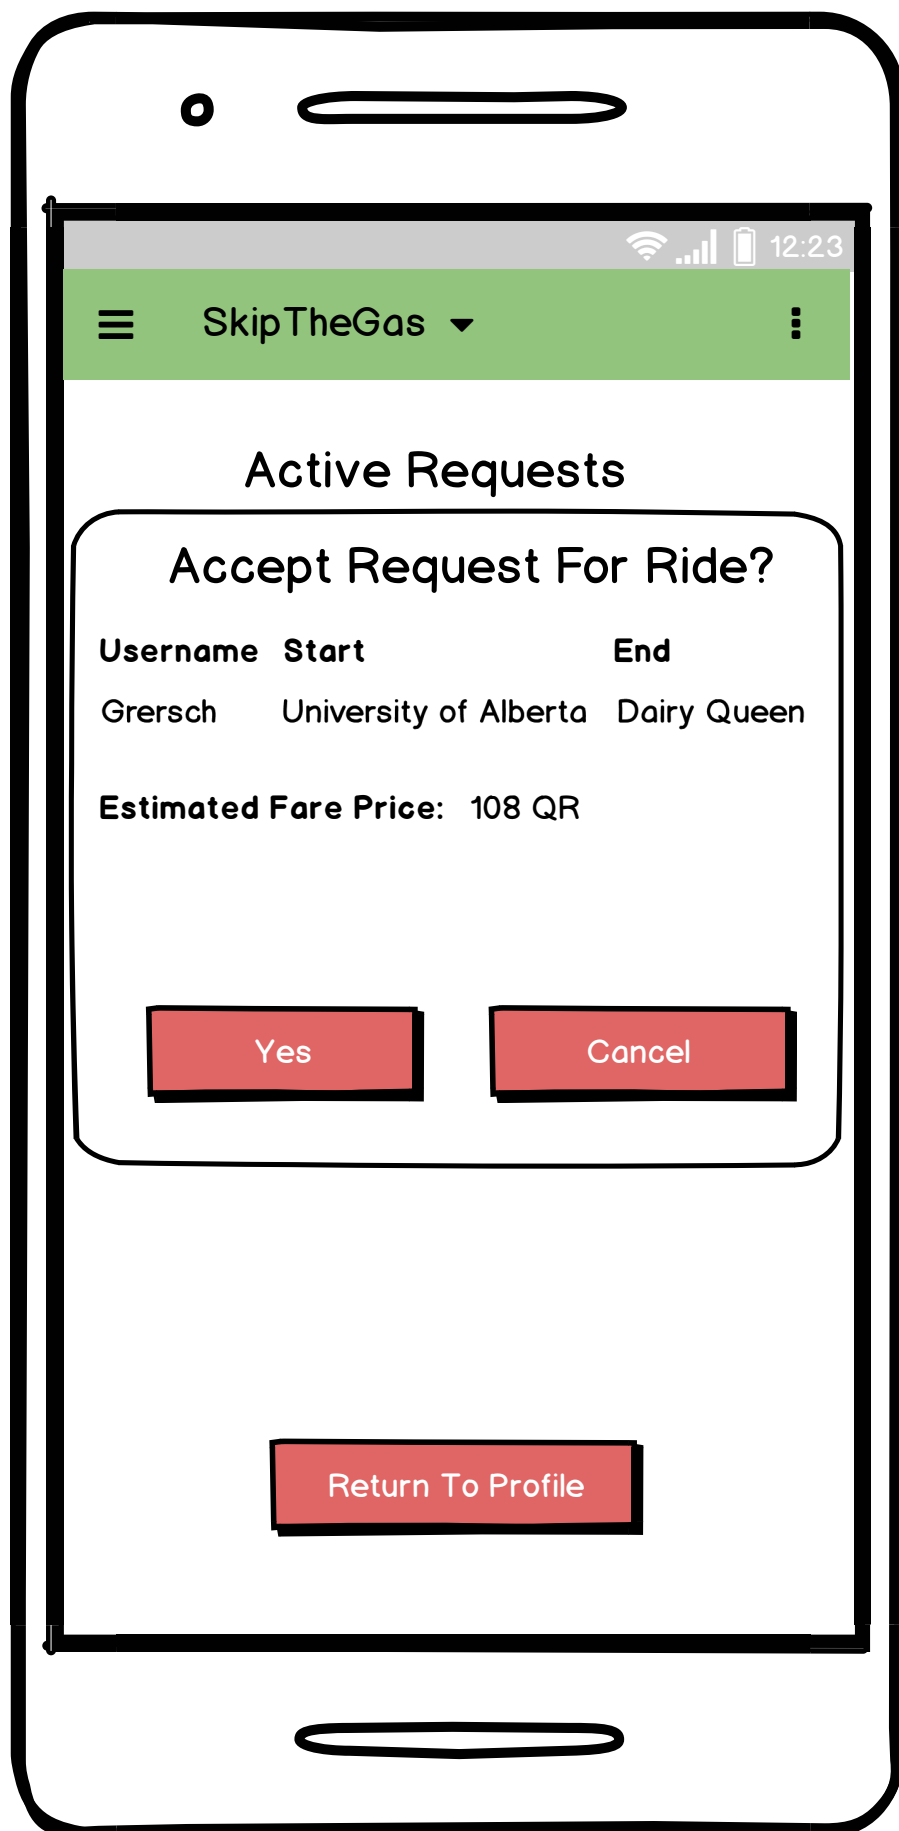 12:23
SkipTheGas
Active Requests
Accept Request For Ride?
Username Start End
Grersch University of Alberta Dairy Queen
Estimated Fare Price: 108 QR
Yes Cancel
Return To Profile